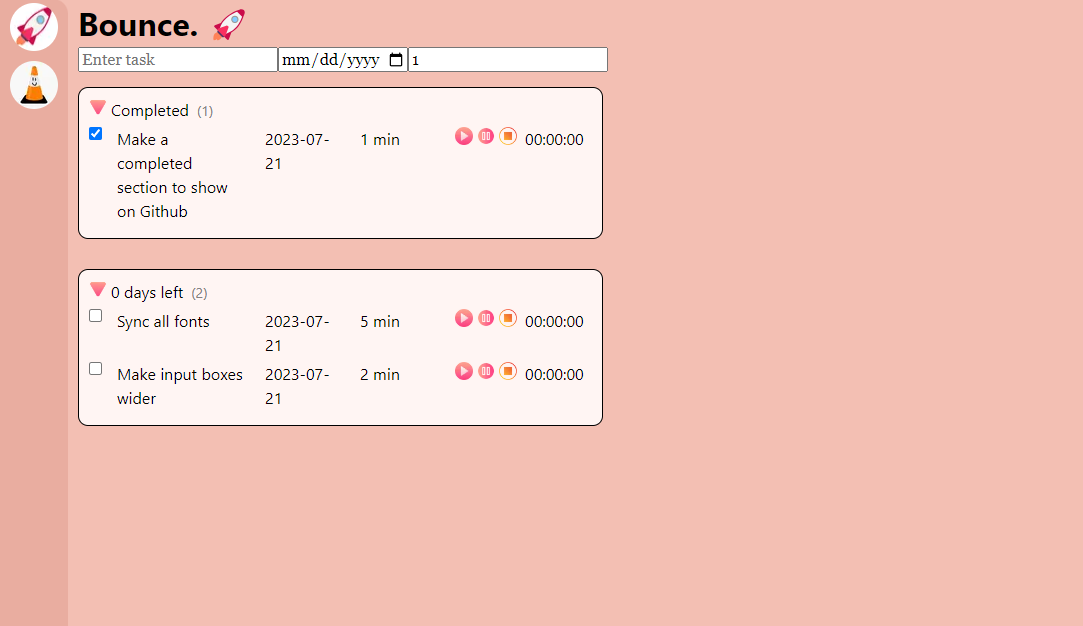 Bounce.
Enter task mm/dd/yyyy 1
Completed (1)
Make a 2023-07- 1 min 00:00:00
completed 21
section to show
on Github
0 days left (2)
Sync all fonts 2023-07- 5 min 00:00:00
21
Make input boxes 2023-07- 2 min 00:00:00
wider 21